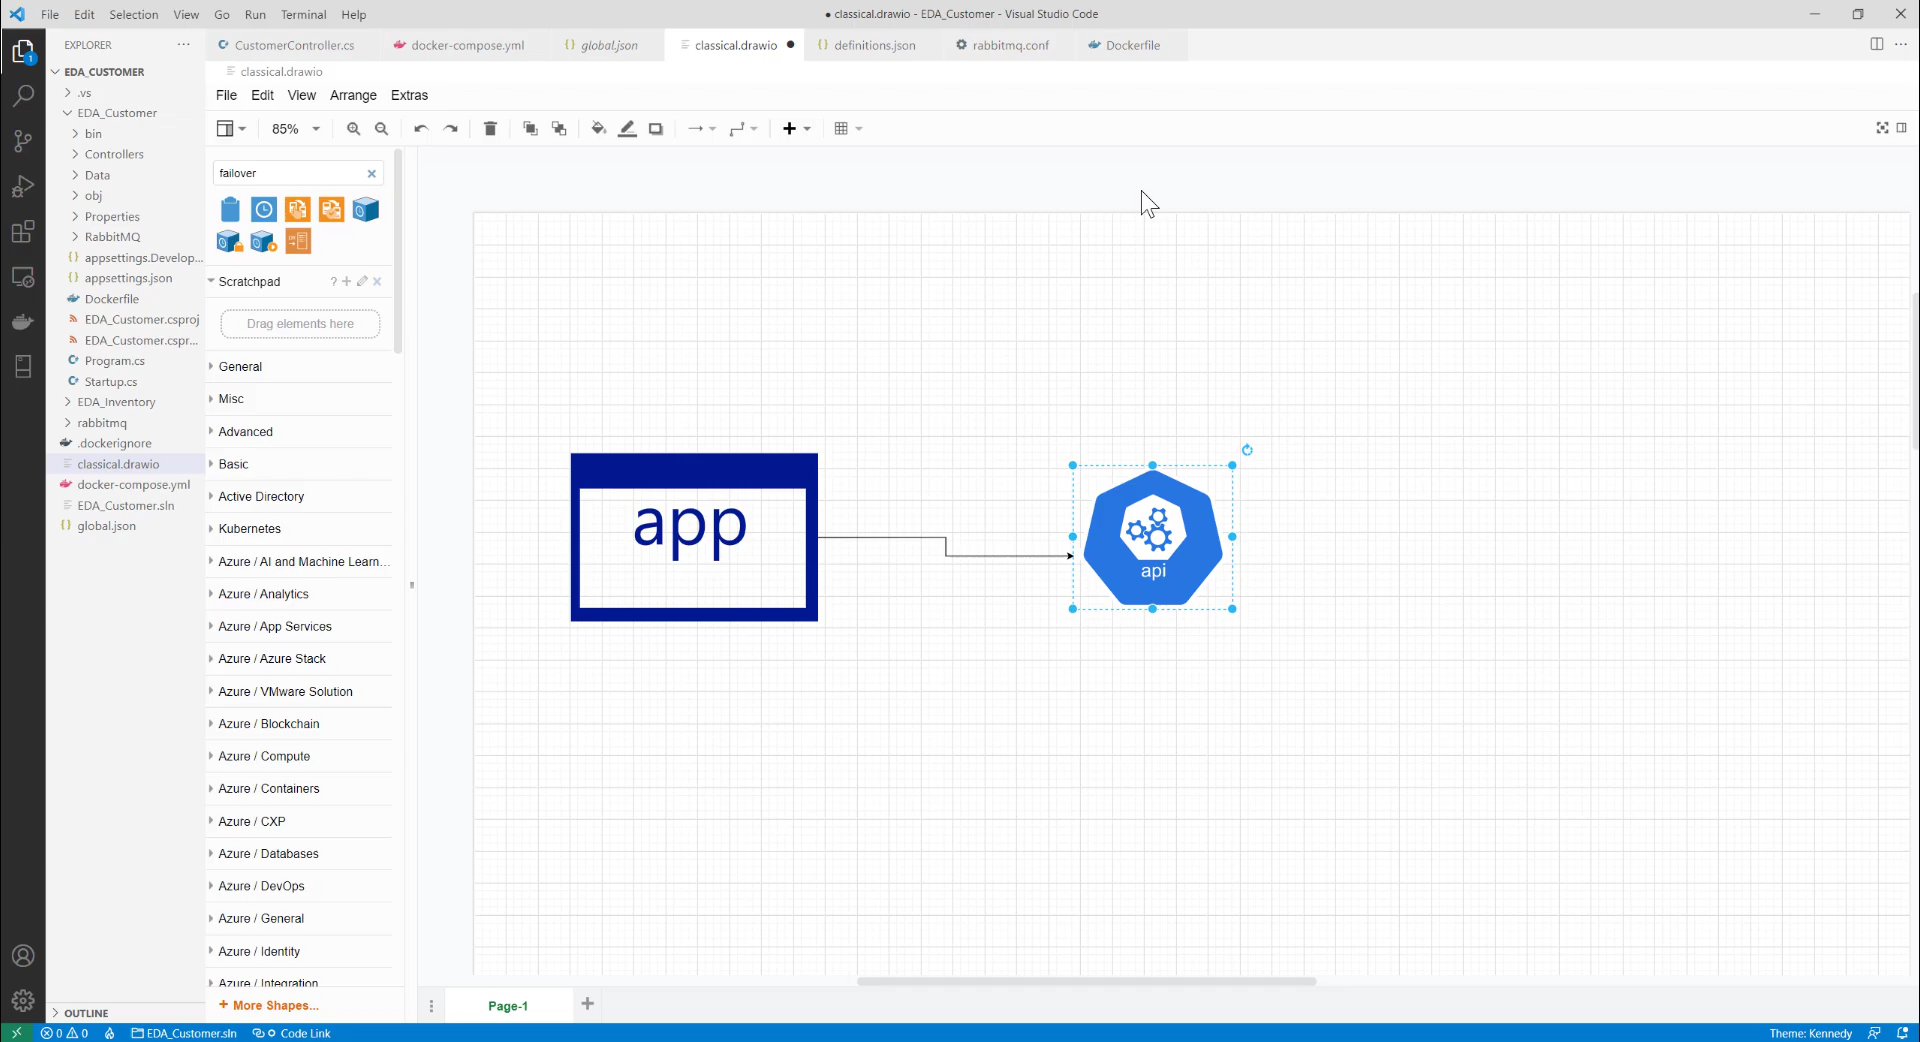 File Edit Selection View Go Run Terminal Help
● classical.drawio - EDA_Customer - Visual Studio Code
EXPLORER
CustomerController.cs
docker-compose.yml
global.json
classical.drawio
definitions.json
rabbitmq.conf
Dockerfile
EDA_CUSTOMER
.vs
EDA_Customer
bin
Controllers
Data
obj
Properties
RabbitMQ
appsettings.Develop...
appsettings.json
Dockerfile
EDA_Customer.csproj
EDA_Customer.cspr...
Program.cs
Startup.cs
EDA_Inventory
rabbitmq
.dockerignore
classical.drawio
docker-compose.yml
EDA_Customer.sln
global.json
OUTLINE
classical.drawio
File Edit View Arrange Extras
85%
failover
Scratchpad
?
Drag elements here
General
Misc
Advanced
Basic
Active Directory
Kubernetes
Azure / AI and Machine Learn...
Azure / Analytics
Azure / App Services
Azure / Azure Stack
Azure / VMware Solution
Azure / Blockchain
Azure / Compute
Azure / Containers
Azure / CXP
Azure / Databases
Azure / DevOps
Azure / General
Azure / Identity
Azure / Integration
+ More Shapes...
app
api
Page-1
1
0 0 EDA_Customer.sln Code Link
Theme: Kennedy